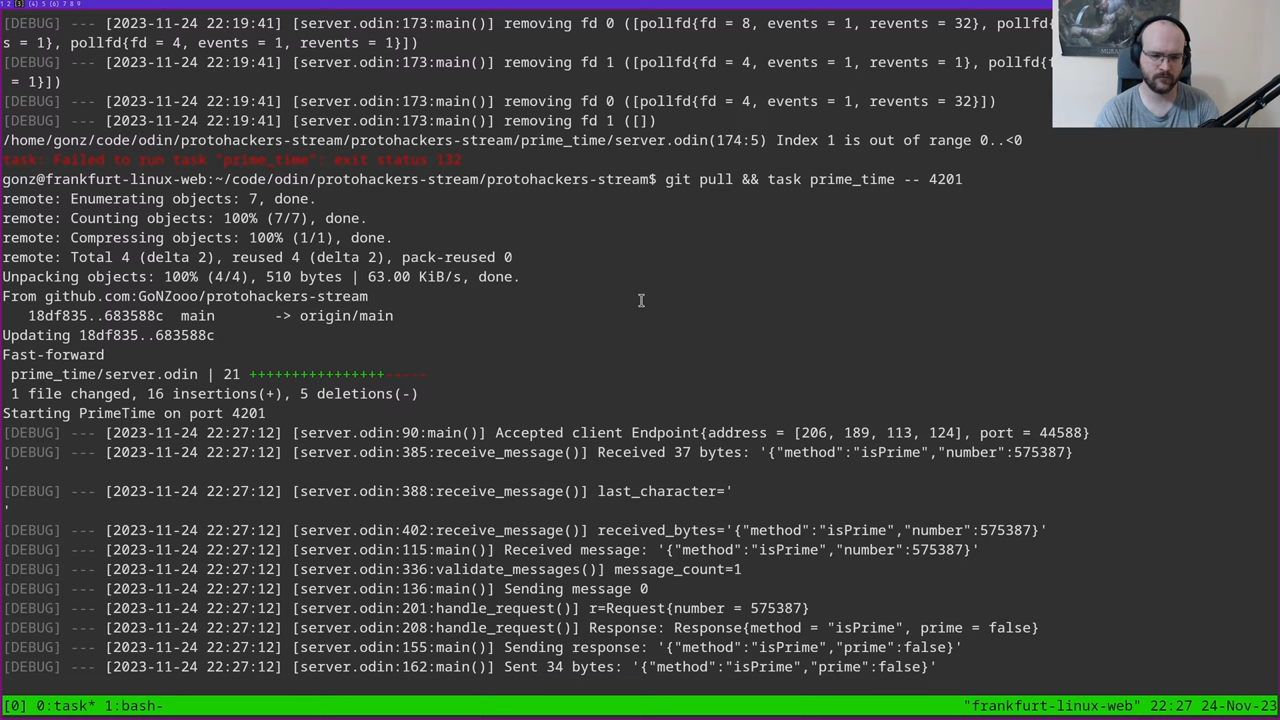 1 2 [3] [4] 5 [6] 7 8 9
[DEBUG] --- [2023-11-24 22:19:41] [server.odin:173:main()] removing fd 0 ([pollfd{fd = 8, events = 1, revents = 32}, pollfd{
s = 1}, pollfd{fd = 4, events = 1, revents = 1}])
[DEBUG] --- [2023-11-24 22:19:41] [server.odin:173:main()] removing fd 1 ([pollfd{fd = 4, events = 1, revents = 1}, pollfd{f
= 1}])
[DEBUG] --- [2023-11-24 22:19:41] [server.odin:173:main()] removing fd 0 ([pollfd{fd = 4, events = 1, revents = 32}])
[DEBUG] --- [2023-11-24 22:19:41] [server.odin:173:main()] removing fd 1 ([])
/home/gonz/code/odin/protohackers-stream/protohackers-stream/prime_time/server.odin(174:5) Index 1 is out of range 0..<0
task: Failed to run task "prime_time": exit status 132
gonz@frankfurt-linux-web:~/code/odin/protohackers-stream/protohackers-stream$ git pull && task prime_time -- 4201
remote: Enumerating objects: 7, done.
remote: Counting objects: 100% (7/7), done.
remote: Compressing objects: 100% (1/1), done.
remote: Total 4 (delta 2), reused 4 (delta 2), pack-reused 0
Unpacking objects: 100% (4/4), 510 bytes | 63.00 KiB/s, done.
From github.com:GoNZooo/protohackers-stream
18df835..683588c  main       -> origin/main
Updating 18df835..683588c
Fast-forward
prime_time/server.odin | 21 ++++++++++++++++-----
1 file changed, 16 insertions(+), 5 deletions(-)
Starting PrimeTime on port 4201
[DEBUG] --- [2023-11-24 22:27:12] [server.odin:90:main()] Accepted client Endpoint{address = [206, 189, 113, 124], port = 44588}
[DEBUG] --- [2023-11-24 22:27:12] [server.odin:385:receive_message()] Received 37 bytes: '{"method":"isPrime","number":575387}
'
[DEBUG] --- [2023-11-24 22:27:12] [server.odin:388:receive_message()] last_character='
'
[DEBUG] --- [2023-11-24 22:27:12] [server.odin:402:receive_message()] received_bytes='{"method":"isPrime","number":575387}'
[DEBUG] --- [2023-11-24 22:27:12] [server.odin:115:main()] Received message: '{"method":"isPrime","number":575387}'
[DEBUG] --- [2023-11-24 22:27:12] [server.odin:336:validate_messages()] message_count=1
[DEBUG] --- [2023-11-24 22:27:12] [server.odin:136:main()] Sending message 0
[DEBUG] --- [2023-11-24 22:27:12] [server.odin:201:handle_request()] r=Request{number = 575387}
[DEBUG] --- [2023-11-24 22:27:12] [server.odin:208:handle_request()] Response: Response{method = "isPrime", prime = false}
[DEBUG] --- [2023-11-24 22:27:12] [server.odin:155:main()] Sending response: '{"method":"isPrime","prime":false}'
[DEBUG] --- [2023-11-24 22:27:12] [server.odin:162:main()] Sent 34 bytes: '{"method":"isPrime","prime":false}'
[0] 0:task* 1:bash- "frankfurt-linux-web" 22:27 24-Nov-23